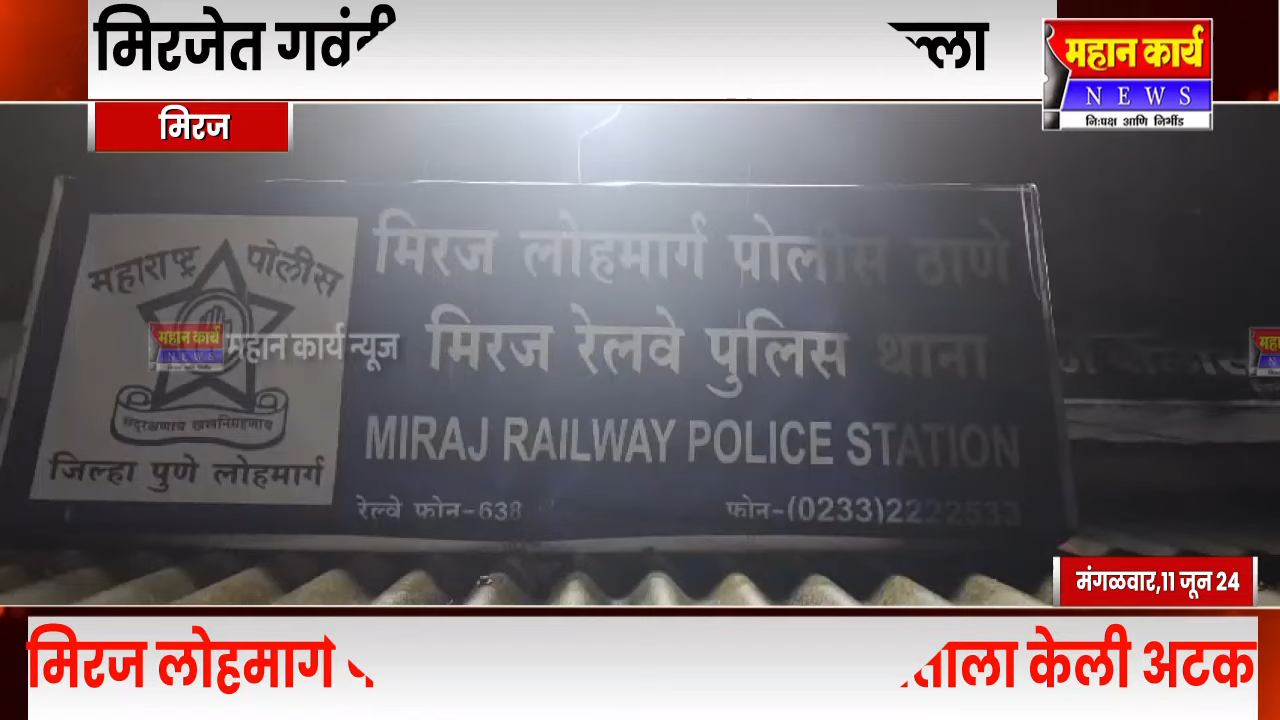 मिरजेत
महान कार्य
NEWS
नि:पक्ष आणि निर्भीड
मिरज
महाराष्ट्र पोलीस
सद्रक्षणाय खलनिग्रहणाय
जिल्हा पुणे लोहमार्ग
मिरज लोहमार्ग पोलीस ठाणे
मिरज रेलवे पुलिस थाना
MIRAJ RAILWAY POLICE STATION
रेल्वे फोन-638
फोन-(0233)2222533
महान कार्य
NEWS
महान कार्य न्यूज
मंगळवार,11 जून 24
मिरज लोहमार्ग
केली अटक